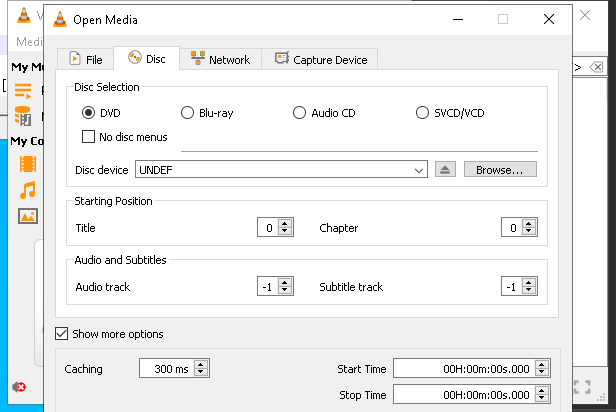 Open Media
Medi
File
Disc
Network
Capture Device
My M
My Co
Disc Selection
DVD
Blu-ray
Audio CD
SVCD/VCD
No disc menus
Disc device
UNDEF
Browse...
Starting Position
Title
0
Chapter
0
Audio and Subtitles
Audio track
-1
Subtitle track
-1
Show more options
Caching
300 ms
Start Time
00H:00m:00s.000
Stop Time
00H:00m:00s.000